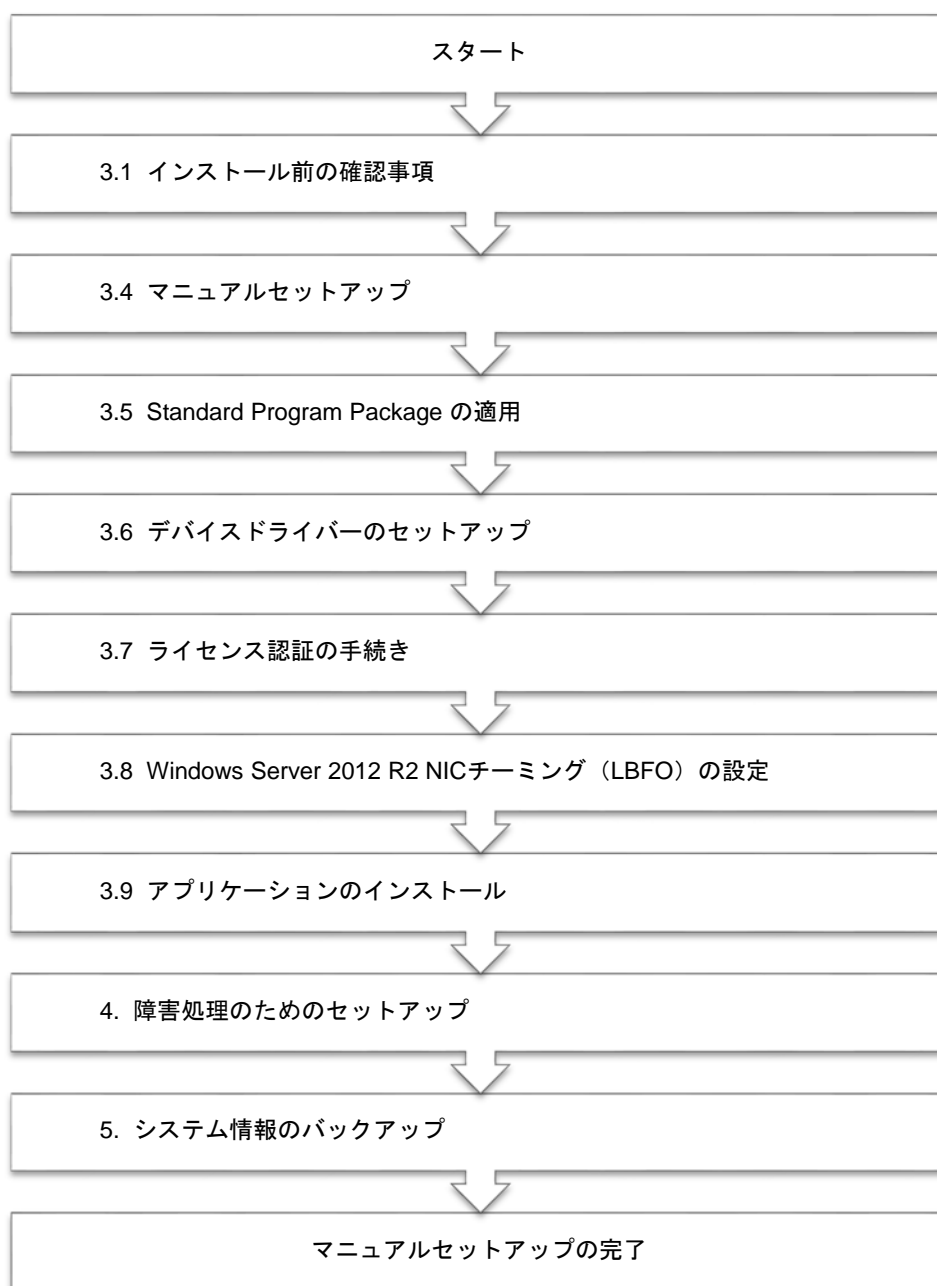 スタート
3.1 インストール前の確認事項
3.4 マニュアルセットアップ
3.5 Standard Program Package の適用
3.6 デバイスドライバーのセットアップ
3.7 ライセンス認証の手続き
3.8 Windows Server 2012 R2 NICチーミング（LBFO）の設定
3.9 アプリケーションのインストール
4. 障害処理のためのセットアップ
5. システム情報のバックアップ
マニュアルセットアップの完了